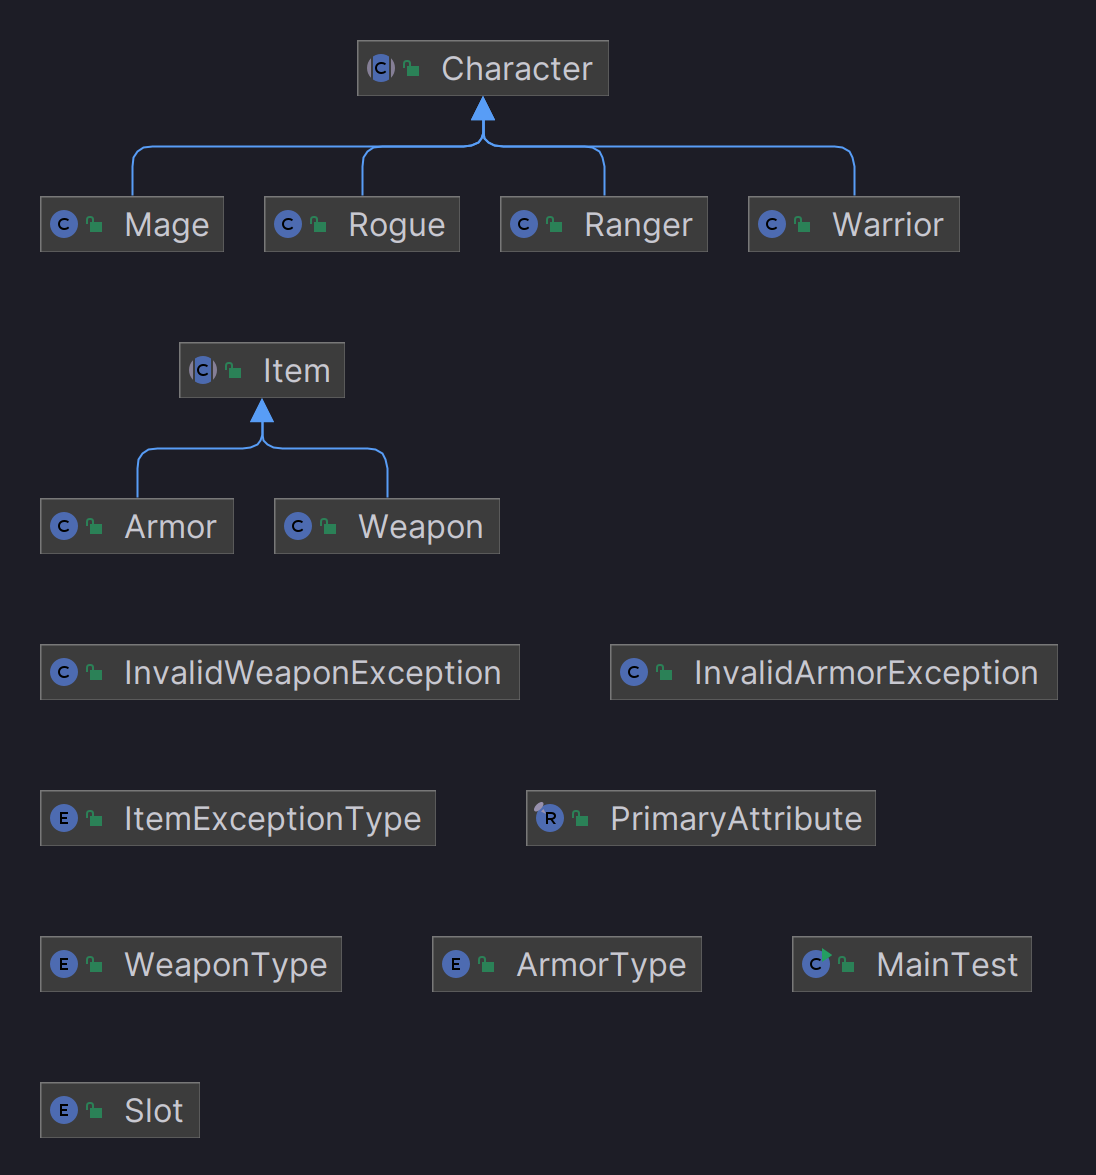 C Character
C Mage C Rogue C Ranger C Warrior
C Item
C Armor C Weapon
C InvalidWeaponException C InvalidArmorException
E ItemExceptionType R PrimaryAttribute
E WeaponType E ArmorType C MainTest
E Slot